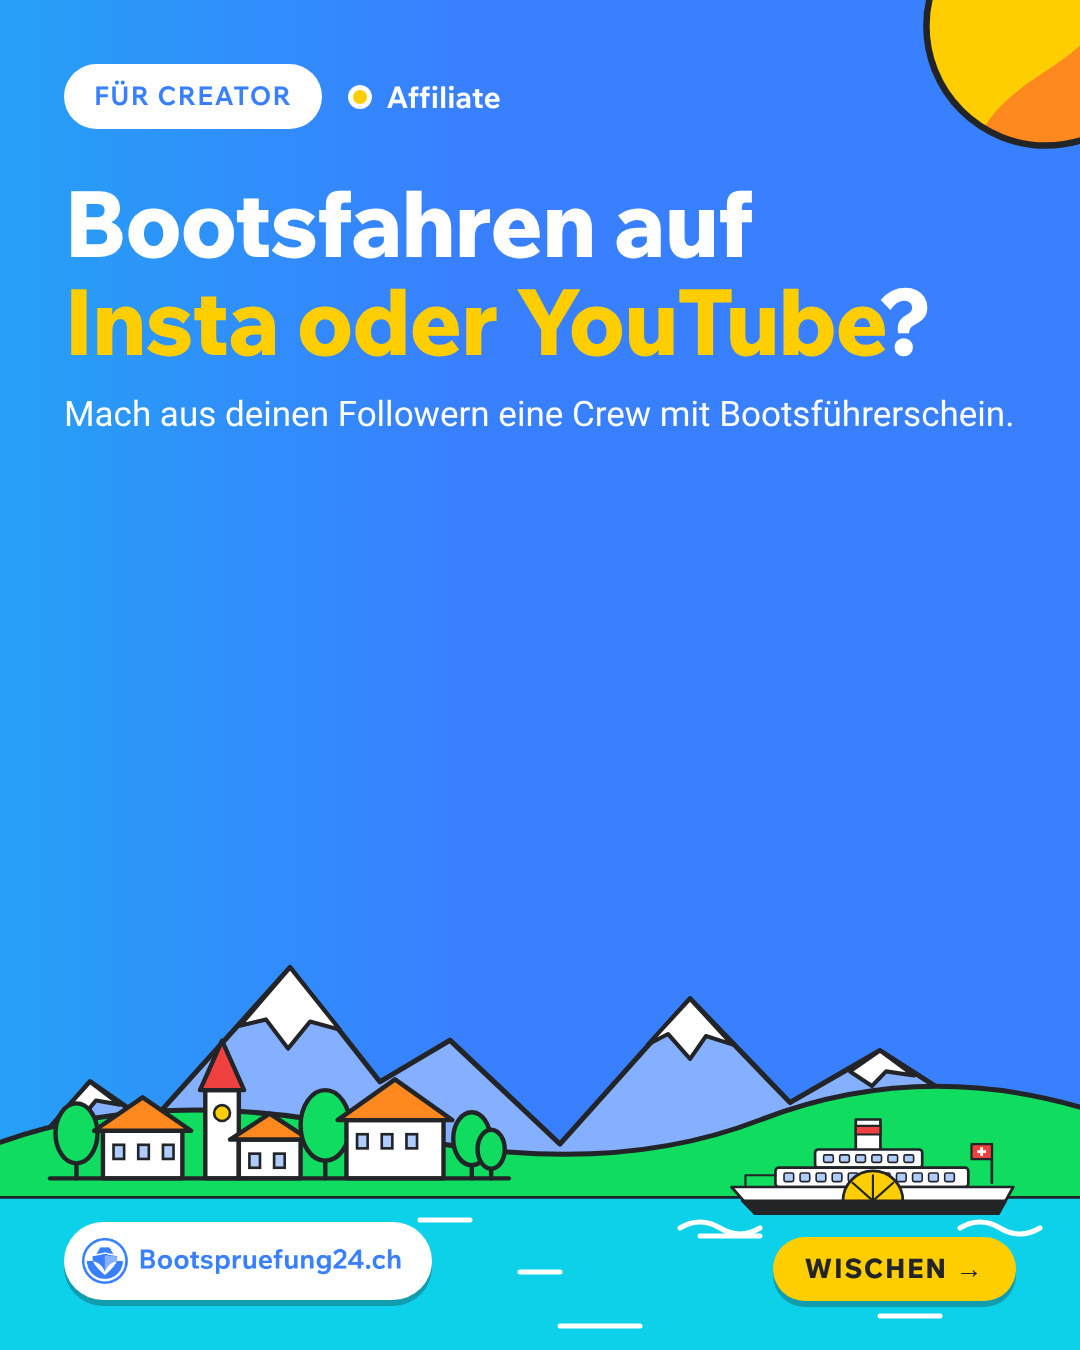 FÜR CREATOR
Affiliate
Bootsfahren auf
Insta oder YouTube?
Mach aus deinen Followern eine Crew mit Bootsführerschein.
Bootspruefung24.ch
WISCHEN →